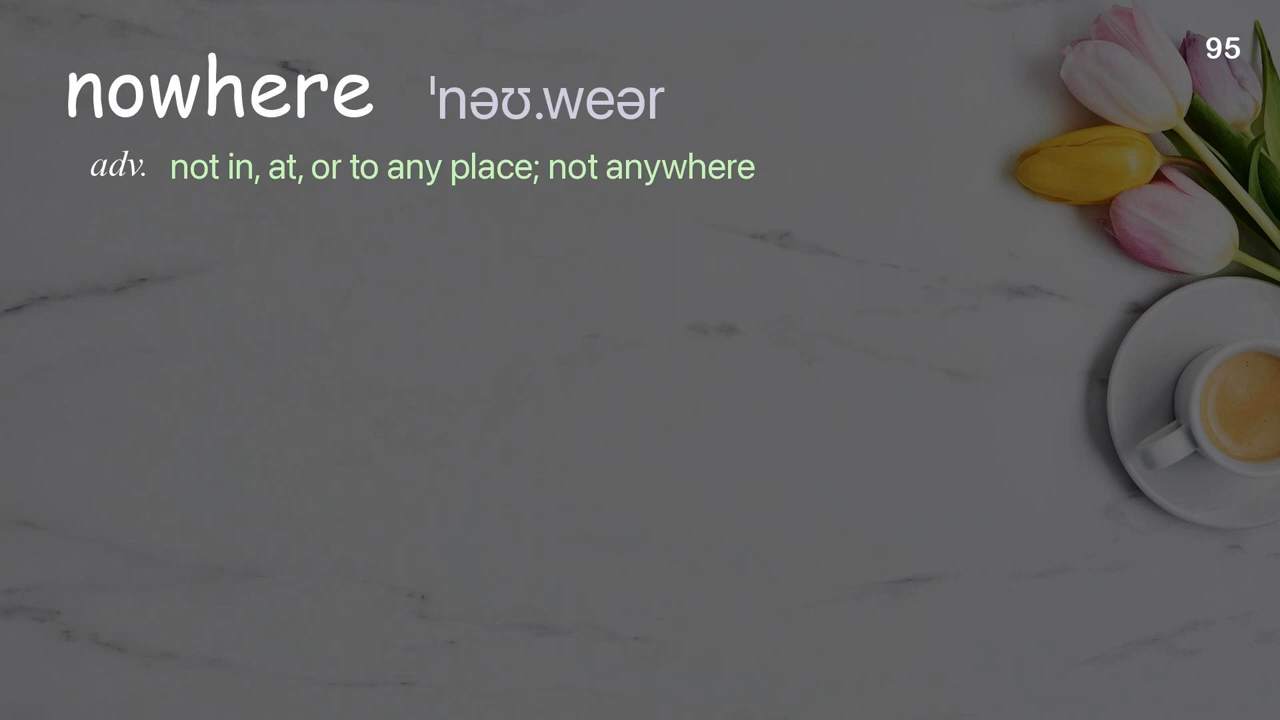 95
nowhere ˈnəʊ.weər
adv. not in, at, or to any place; not anywhere